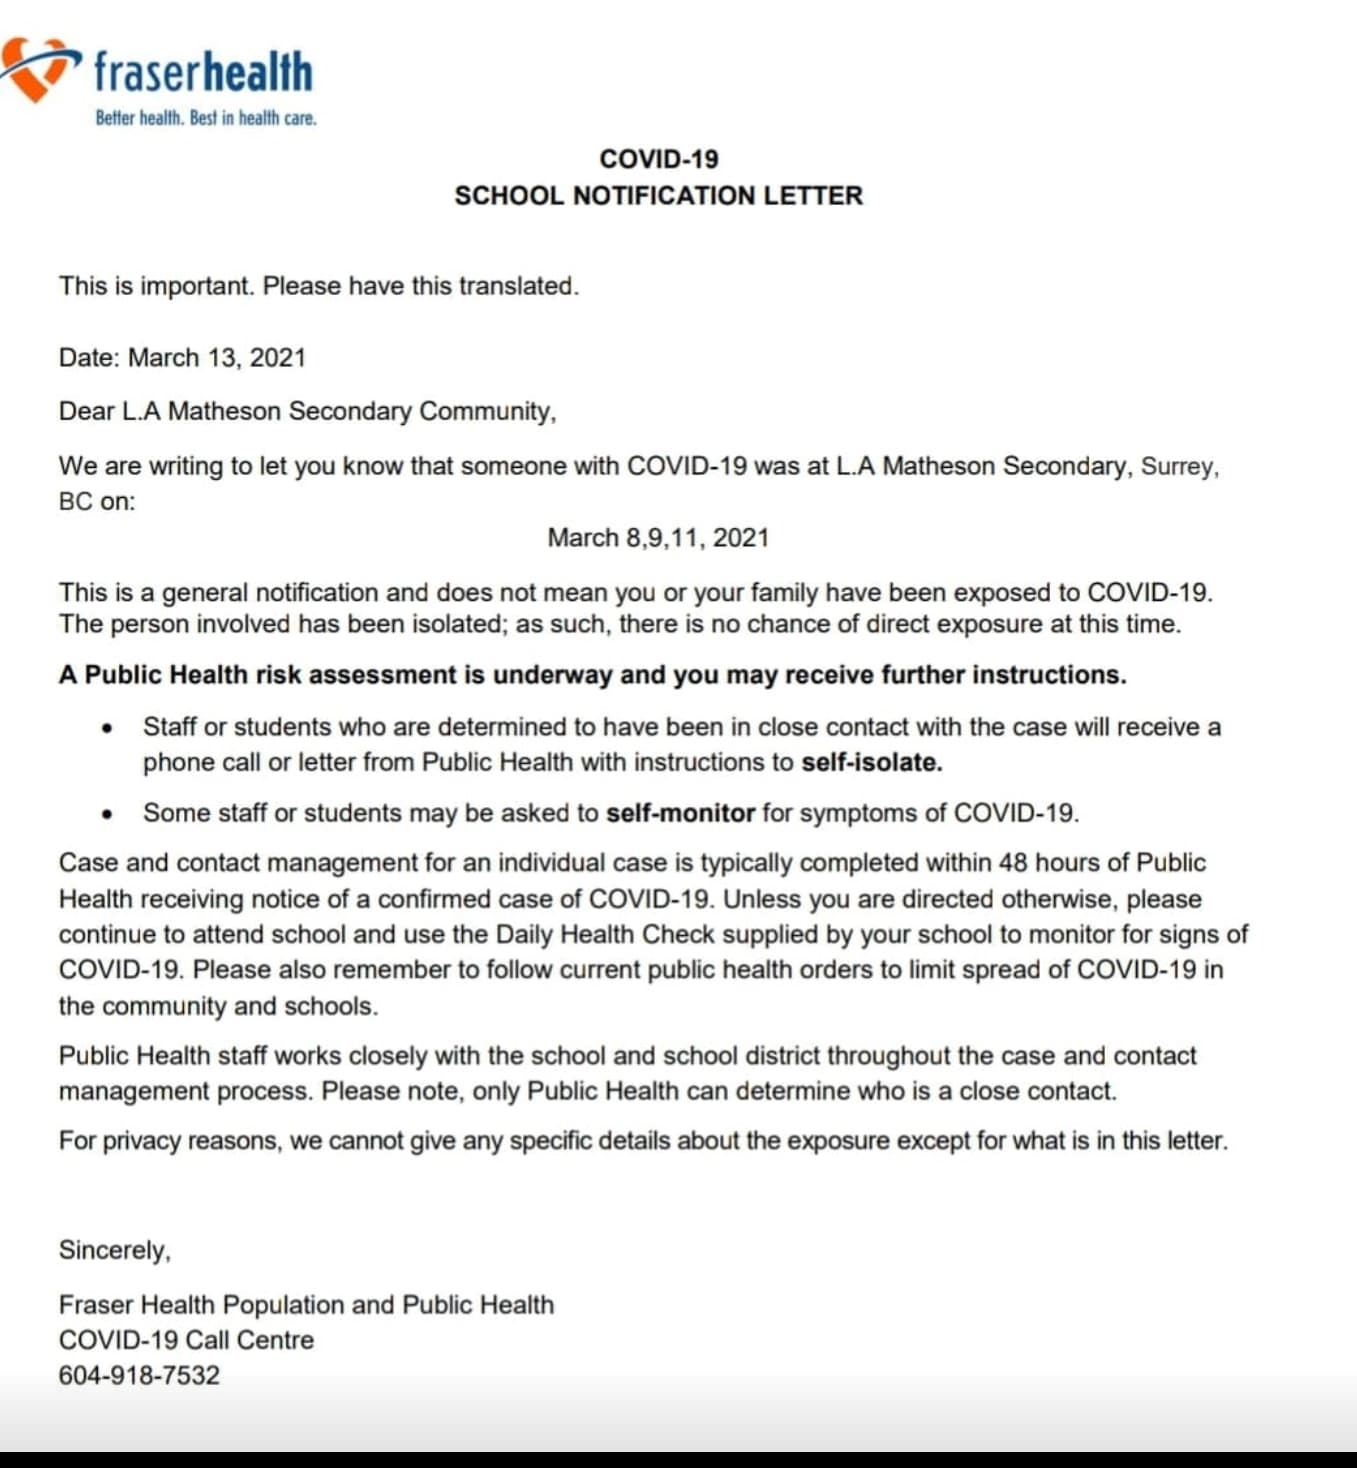 fraserhealth
Better health. Best in health care.
COVID-19
SCHOOL NOTIFICATION LETTER
This is important. Please have this translated.
Date: March 13, 2021
Dear L.A Matheson Secondary Community,
We are writing to let you know that someone with COVID-19 was at L.A Matheson Secondary, Surrey,
BC on:
March 8,9,11, 2021
This is a general notification and does not mean you or your family have been exposed to COVID-19.
The person involved has been isolated; as such, there is no chance of direct exposure at this time.
A Public Health risk assessment is underway and you may receive further instructions.
• Staff or students who are determined to have been in close contact with the case will receive a
phone call or letter from Public Health with instructions to self-isolate.
• Some staff or students may be asked to self-monitor for symptoms of COVID-19.
Case and contact management for an individual case is typically completed within 48 hours of Public
Health receiving notice of a confirmed case of COVID-19. Unless you are directed otherwise, please
continue to attend school and use the Daily Health Check supplied by your school to monitor for signs of
COVID-19. Please also remember to follow current public health orders to limit spread of COVID-19 in
the community and schools.
Public Health staff works closely with the school and school district throughout the case and contact
management process. Please note, only Public Health can determine who is a close contact.
For privacy reasons, we cannot give any specific details about the exposure except for what is in this letter.
Sincerely,
Fraser Health Population and Public Health
COVID-19 Call Centre
604-918-7532